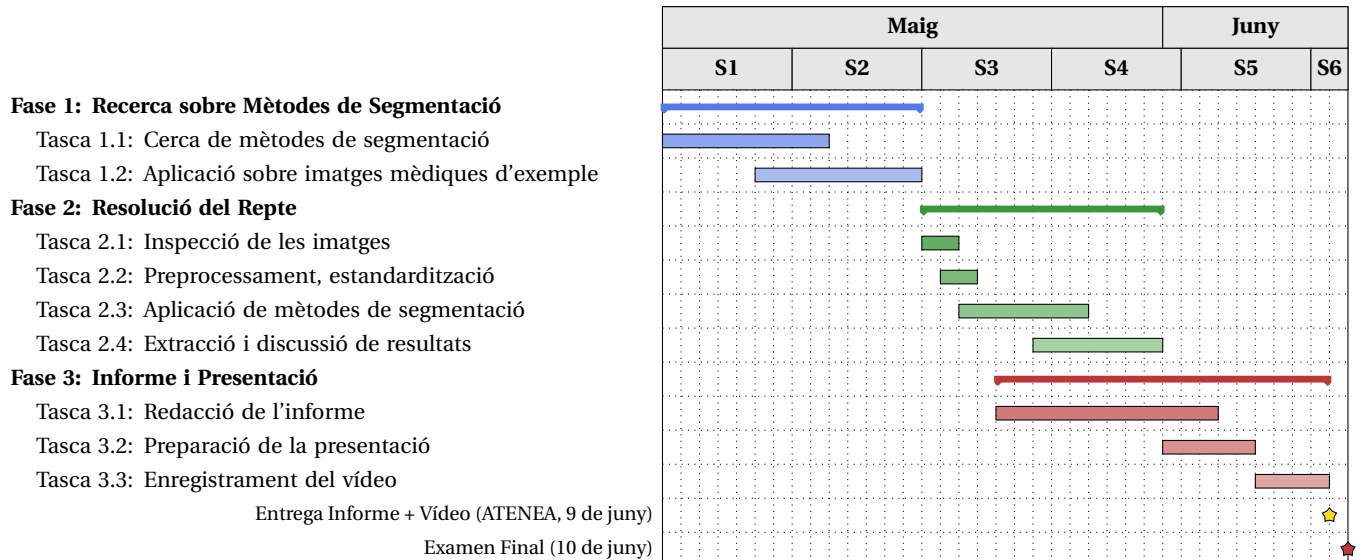 Maig Juny
S1 S2 S3 S4 S5 S6
Fase 1: Recerca sobre Mètodes de Segmentació
Tasca 1.1: Cerca de mètodes de segmentació
Tasca 1.2: Aplicació sobre imatges mèdiques d'exemple
Fase 2: Resolució del Repte
Tasca 2.1: Inspecció de les imatges
Tasca 2.2: Preprocessament, estandardització
Tasca 2.3: Aplicació de mètodes de segmentació
Tasca 2.4: Extracció i discussió de resultats
Fase 3: Informe i Presentació
Tasca 3.1: Redacció de l'informe
Tasca 3.2: Preparació de la presentació
Tasca 3.3: Enregistrament del vídeo
Entrega Informe + Vídeo (ATENEA, 9 de juny)
Examen Final (10 de juny)